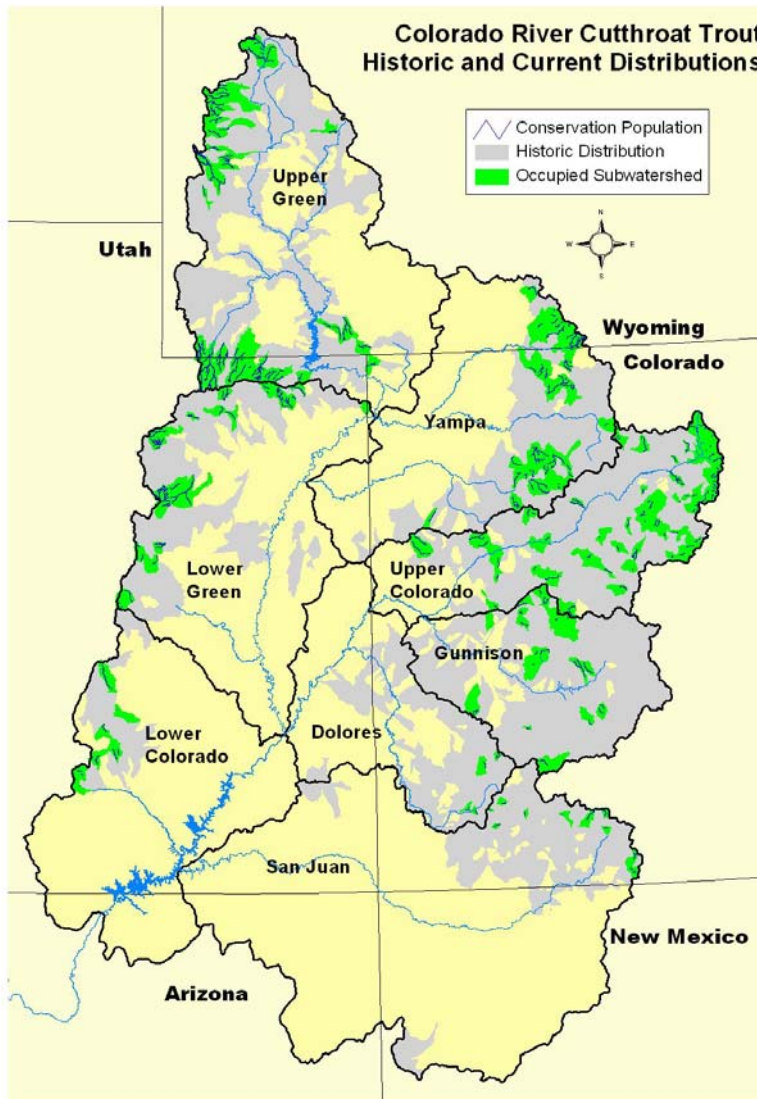 Colorado River Cutthroat Trout
Historic and Current Distributions
Conservation Population
Historic Distribution
Occupied Subwatershed
N
W
E
S
Upper
Green
Utah
Wyoming
Colorado
Yampa
Lower
Green
Upper
Colorado
Gunnison
Lower
Colorado
Dolores
San Juan
New Mexico
Arizona